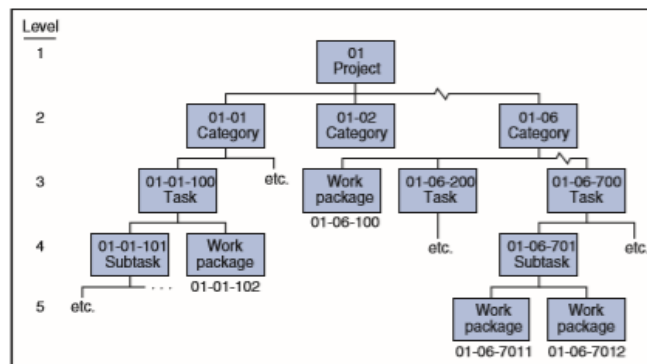 Level
1
01
Project
2
01-01
Category
01-02
Category
01-06
Category
3
01-01-100
Task
etc.
Work
package
01-06-100
01-06-200
Task
01-06-700
Task
4
01-01-101
Subtask
Work
package
01-01-102
etc.
01-06-701
Subtask
etc.
5
etc.
. . .
Work
package
01-06-7011
Work
package
01-06-7012